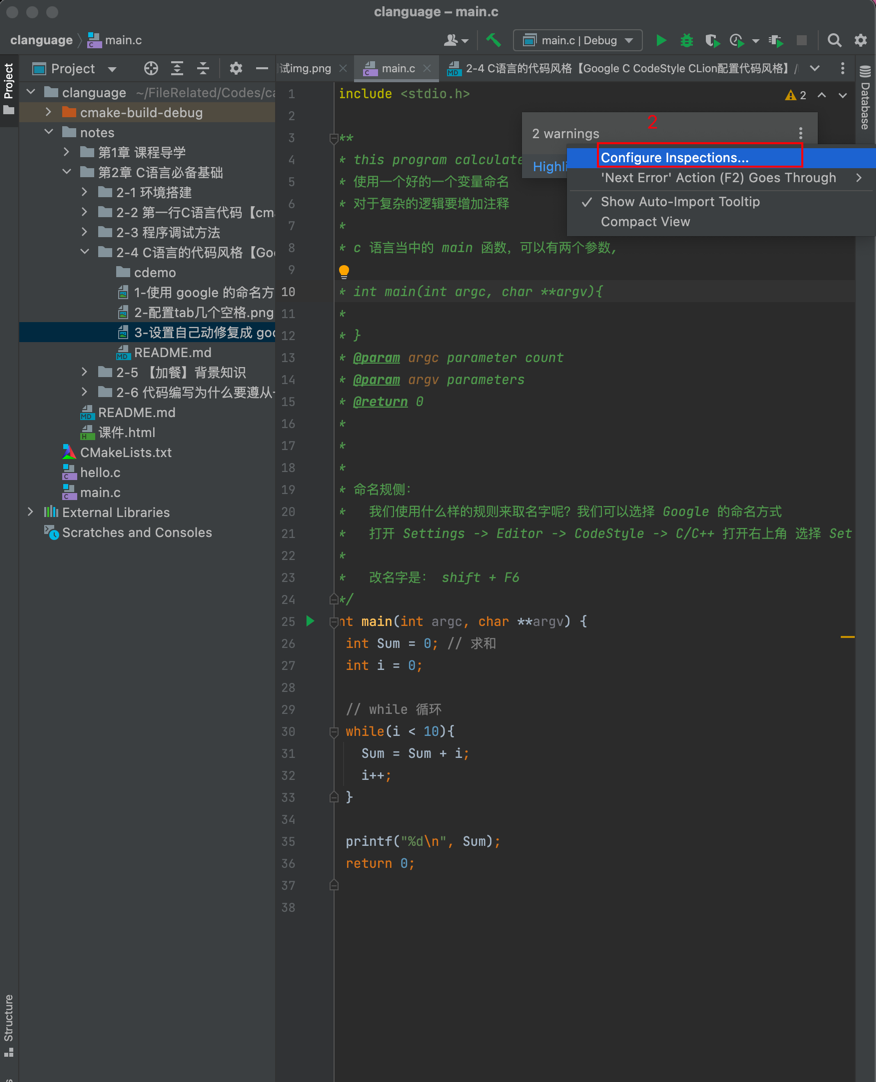 clanguage – main.c
clanguage
main.c
main.c | Debug
Project
Project
试img.png
main.c
2-4 C语言的代码风格【Google C CodeStyle CLion配置代码风格】/
Database
clanguage ~/FileRelated/Codes/ca
cmake-build-debug
notes
第1章 课程导学
第2章 C语言必备基础
2-1 环境搭建
2-2 第一行C语言代码【cma
2-3 程序调试方法
2-4 C语言的代码风格【Goo
cdemo
1-使用 google 的命名方
2-配置tab几个空格.png
3-设置自己动修复成 goo
README.md
2-5 【加餐】背景知识
2-6 代码编写为什么要遵从
README.md
课件.html
CMakeLists.txt
hello.c
main.c
External Libraries
Scratches and Consoles
Structure
2
2
2 warnings
Highli
Configure Inspections...
'Next Error' Action (F2) Goes Through
Show Auto-Import Tooltip
Compact View
1 include <stdio.h>
2
3 **
4 * this program calculate
5 * 使用一个好的一个变量命名
6 * 对于复杂的逻辑要增加注释
7 *
8 * c 语言当中的 main 函数, 可以有两个参数,
9
10 * int main(int argc, char **argv){
11 *
12 * }
13 * @param argc parameter count
14 * @param argv parameters
15 * @return 0
16 *
17 *
18 *
19 * 命名规侧:
20 * 我们使用什么样的规则来取名字呢? 我们可以选择 Google 的命名方式
21 * 打开 Settings -> Editor -> CodeStyle -> C/C++ 打开右上角 选择 Set
22 *
23 * 改名字是: shift + F6
24 */
25 nt main(int argc, char **argv) {
26 int Sum = 0; // 求和
27 int i = 0;
28
29 // while 循环
30 while(i < 10){
31 Sum = Sum + i;
32 i++;
33 }
34
35 printf("%d\n", Sum);
36 return 0;
37
38